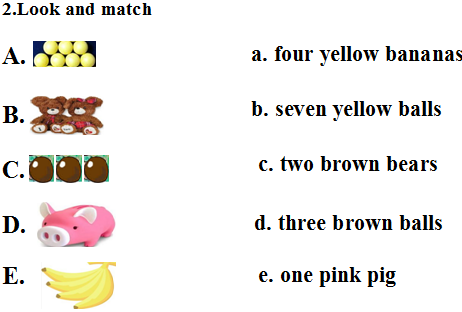 2.Look and match
A. a. four yellow bananas
B. b. seven yellow balls
C. c. two brown bears
D. d. three brown balls
E. e. one pink pig